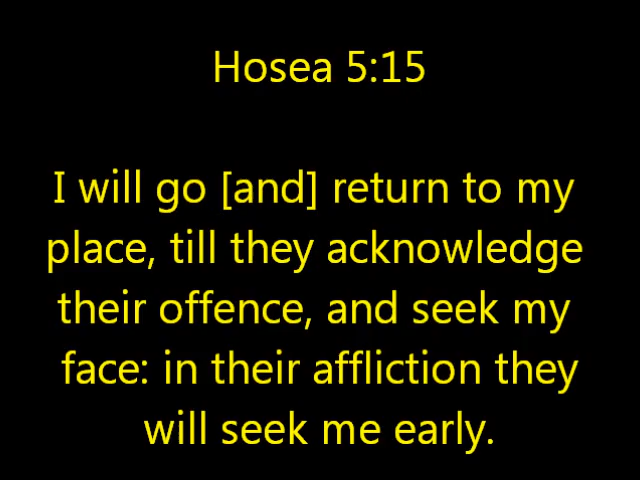 Hosea 5:15
I will go [and] return to my
place, till they acknowledge
their offence, and seek my
face: in their affliction they
will seek me early.